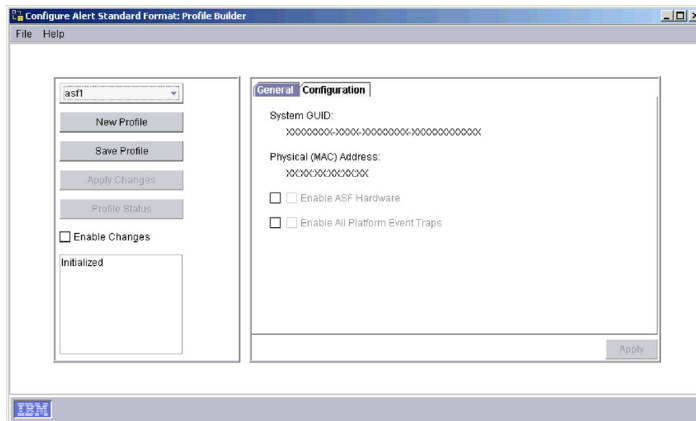 Configure Alert Standard Format: Profile Builder
File Help
asf1
New Profile
Save Profile
Apply Changes
Profile Status
Enable Changes
Initialized
General Configuration
System GUID:
XXXXXXXX-XXXX-XXXXXXXX-XXXXXXXXXXXX
Physical (MAC) Address:
XX:XX:XX:XX:XX:XX
Enable ASF Hardware
Enable All Platform Event Traps
Apply
IBM